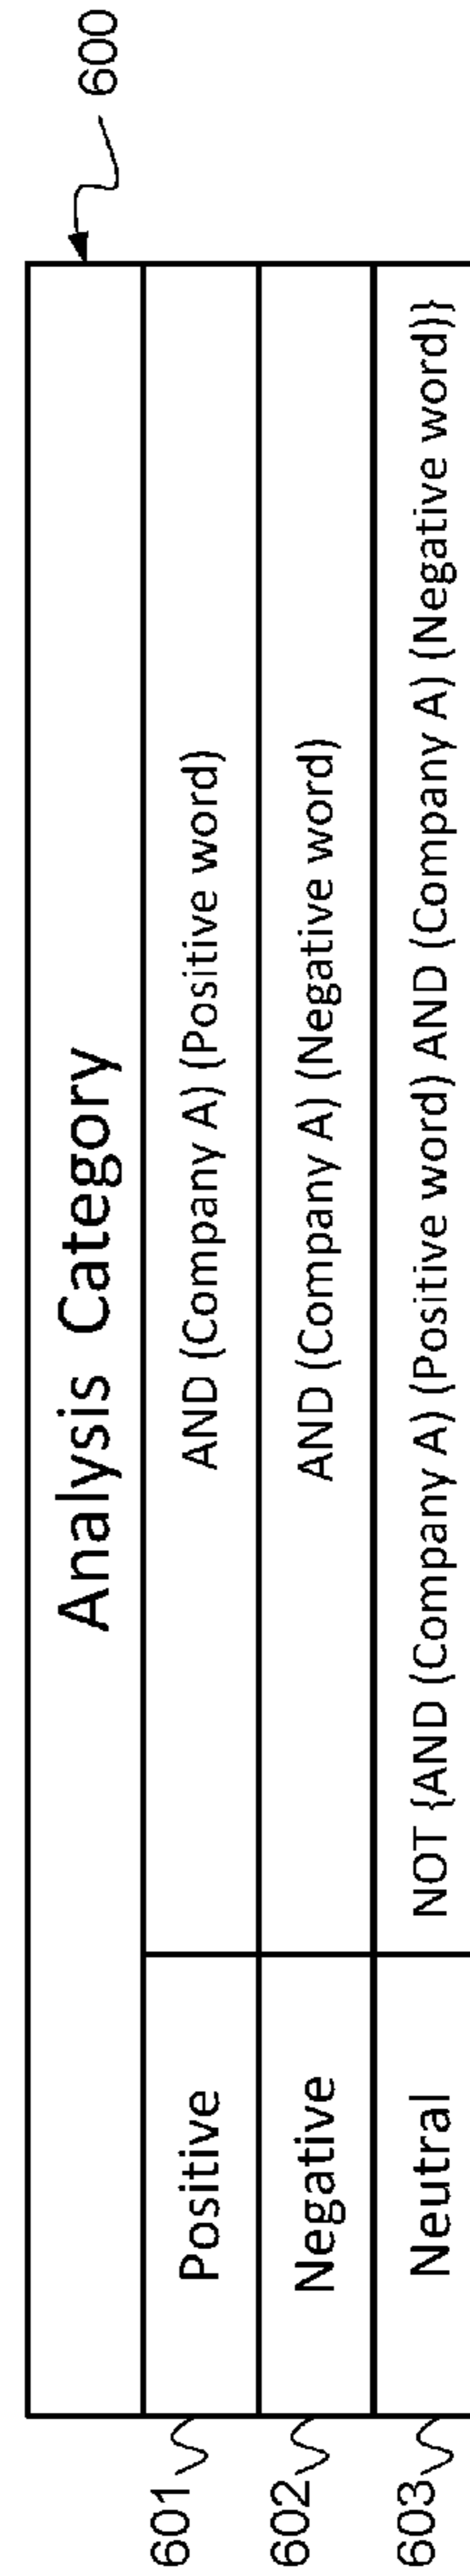 600
Analysis Category
601 Positive AND (Company A) (Positive word)
602 Negative AND (Company A) (Negative word)
603 Neutral NOT {AND (Company A) (Positive word) AND (Company A) (Negative word)}